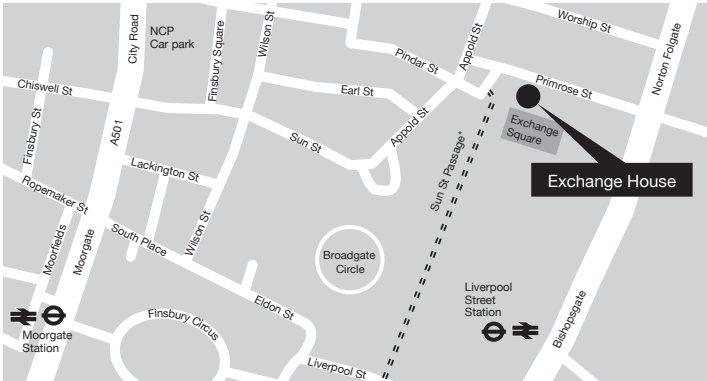 Worship St
NCP
Car park
City Road
Finsbury Square
Wilson St
Appold St
Norton Folgate
Pindar St
Primrose St
Chiswell St
Earl St
Appold St
Exchange
Square
Finsbury St
A501
Sun St
Sun St Passage*
Exchange House
Lackington St
Ropemaker St
Wilson St
South Place
Moorfields
Moorgate
Broadgate
Circle
Liverpool
Street
Station
Eldon St
Bishopsgate
Finsbury Circus
Moorgate
Station
Liverpool St